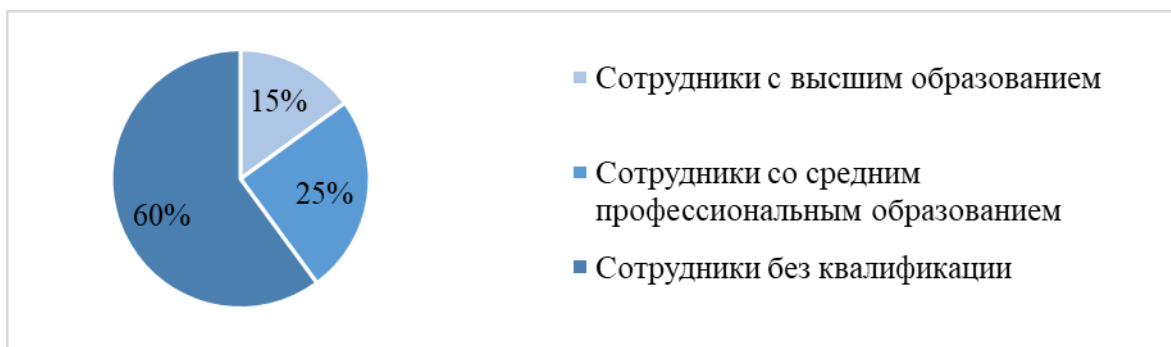 15%
25%
60%
Сотрудники с высшим образованием
Сотрудники со средним
профессиональным образованием
Сотрудники без квалификации